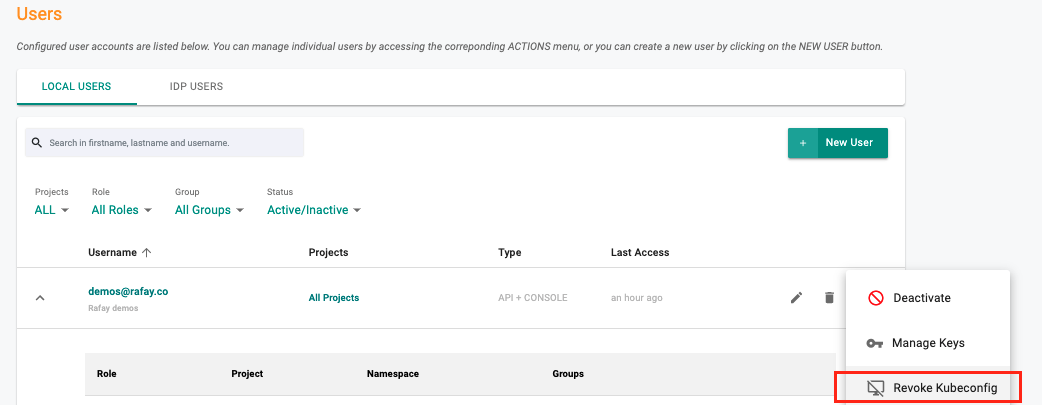 Users
Configured user accounts are listed below. You can manage individual users by accessing the correponding ACTIONS menu, or you can create a new user by clicking on the NEW USER button.
LOCAL USERS IDP USERS
Search in firstname, lastname and username.
+ New User
Projects Role Group Status
ALL All Roles All Groups Active/Inactive
Username Projects Type Last Access
demos@rafay.co All Projects API + CONSOLE an hour ago
Rafay demos
Deactivate
Manage Keys
Role Project Namespace Groups
Revoke Kubeconfig